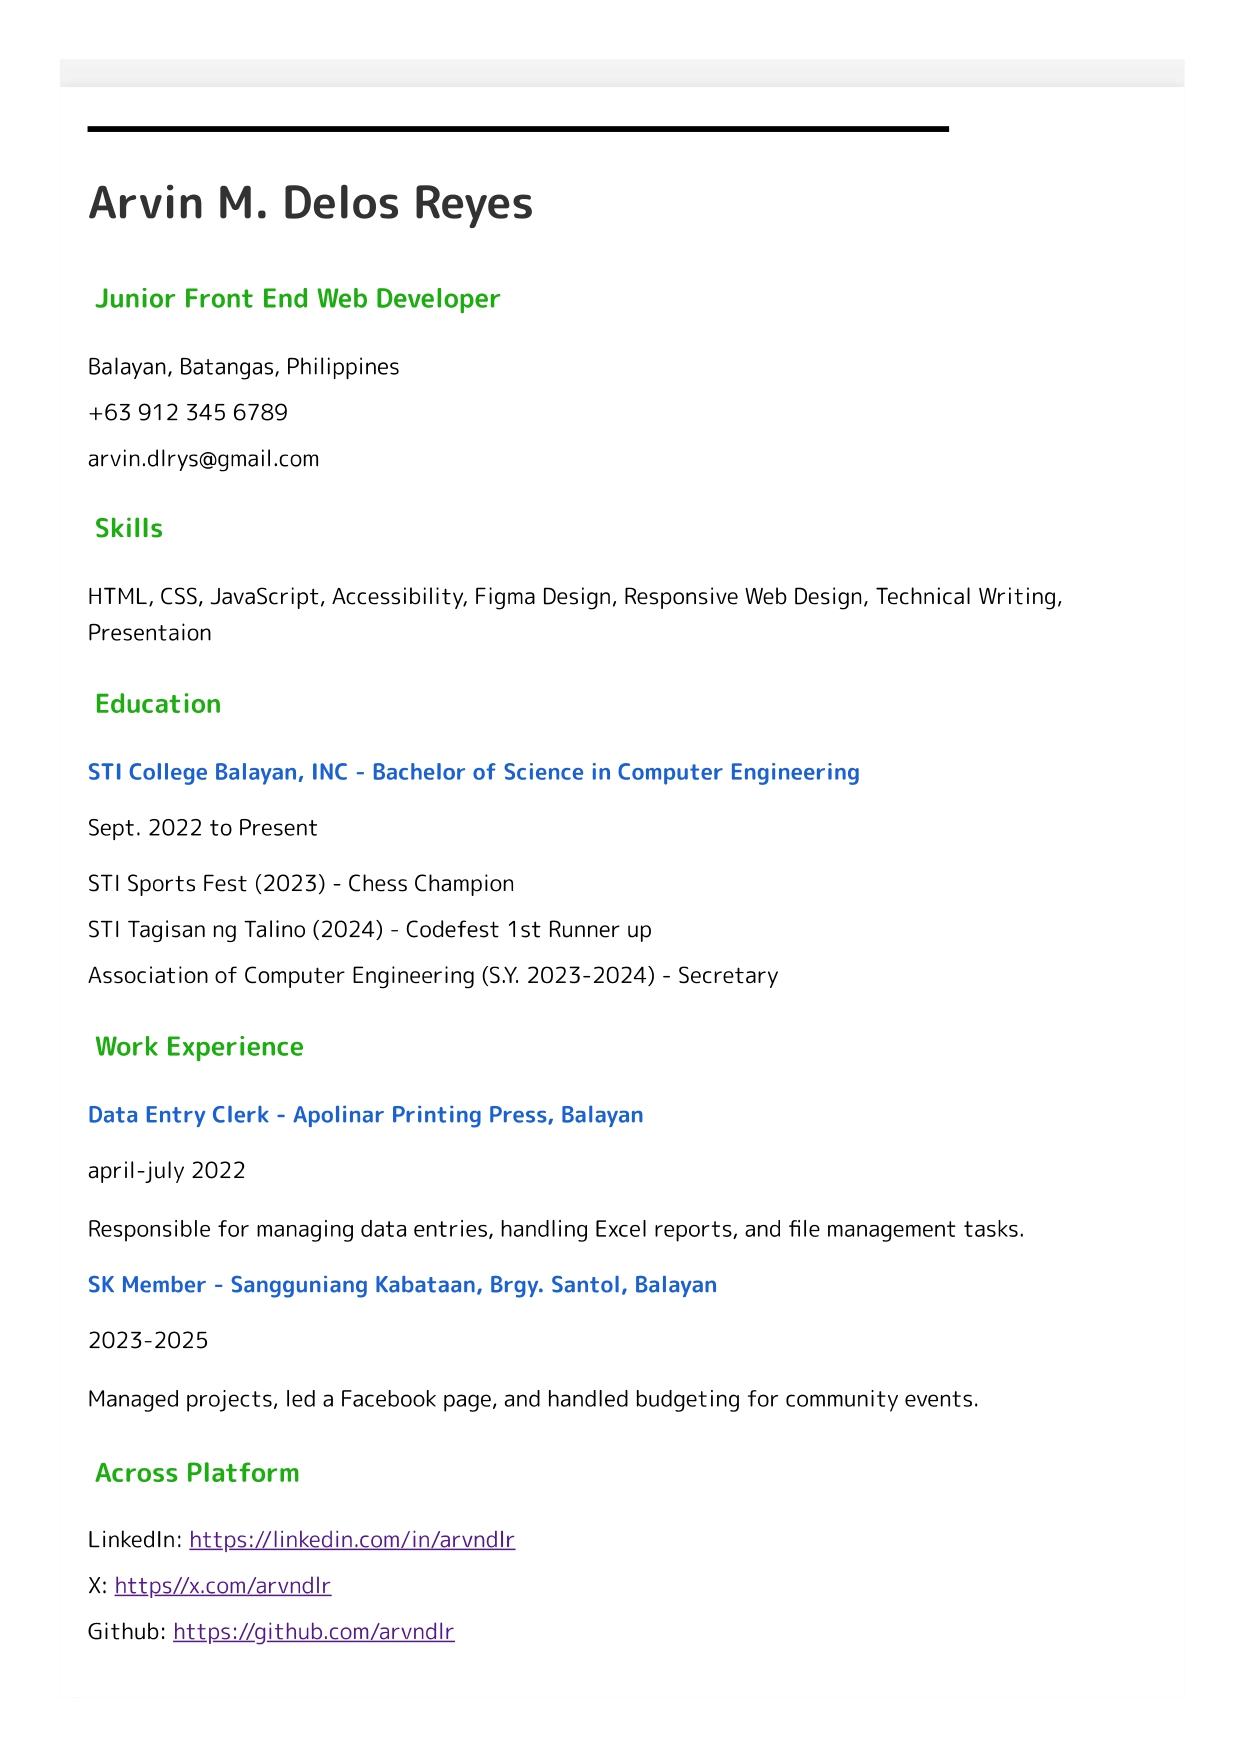 Arvin M. Delos Reyes
Junior Front End Web Developer
Balayan, Batangas, Philippines
+63 912 345 6789
arvin.dlrys@gmail.com
Skills
HTML, CSS, JavaScript, Accessibility, Figma Design, Responsive Web Design, Technical Writing,
Presentaion
Education
STI College Balayan, INC - Bachelor of Science in Computer Engineering
Sept. 2022 to Present
STI Sports Fest (2023) - Chess Champion
STI Tagisan ng Talino (2024) - Codefest 1st Runner up
Association of Computer Engineering (S.Y. 2023-2024) - Secretary
Work Experience
Data Entry Clerk - Apolinar Printing Press, Balayan
april-july 2022
Responsible for managing data entries, handling Excel reports, and file management tasks.
SK Member - Sangguniang Kabataan, Brgy. Santol, Balayan
2023-2025
Managed projects, led a Facebook page, and handled budgeting for community events.
Across Platform
LinkedIn: https://linkedin.com/in/arvndlr
X: https//x.com/arvndlr
Github: https://github.com/arvndlr